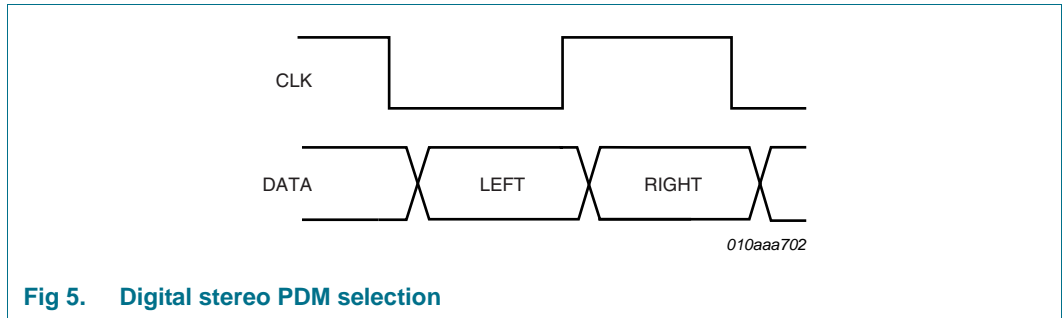 CLK
DATA
LEFT
RIGHT
010aaa702
Fig 5. Digital stereo PDM selection